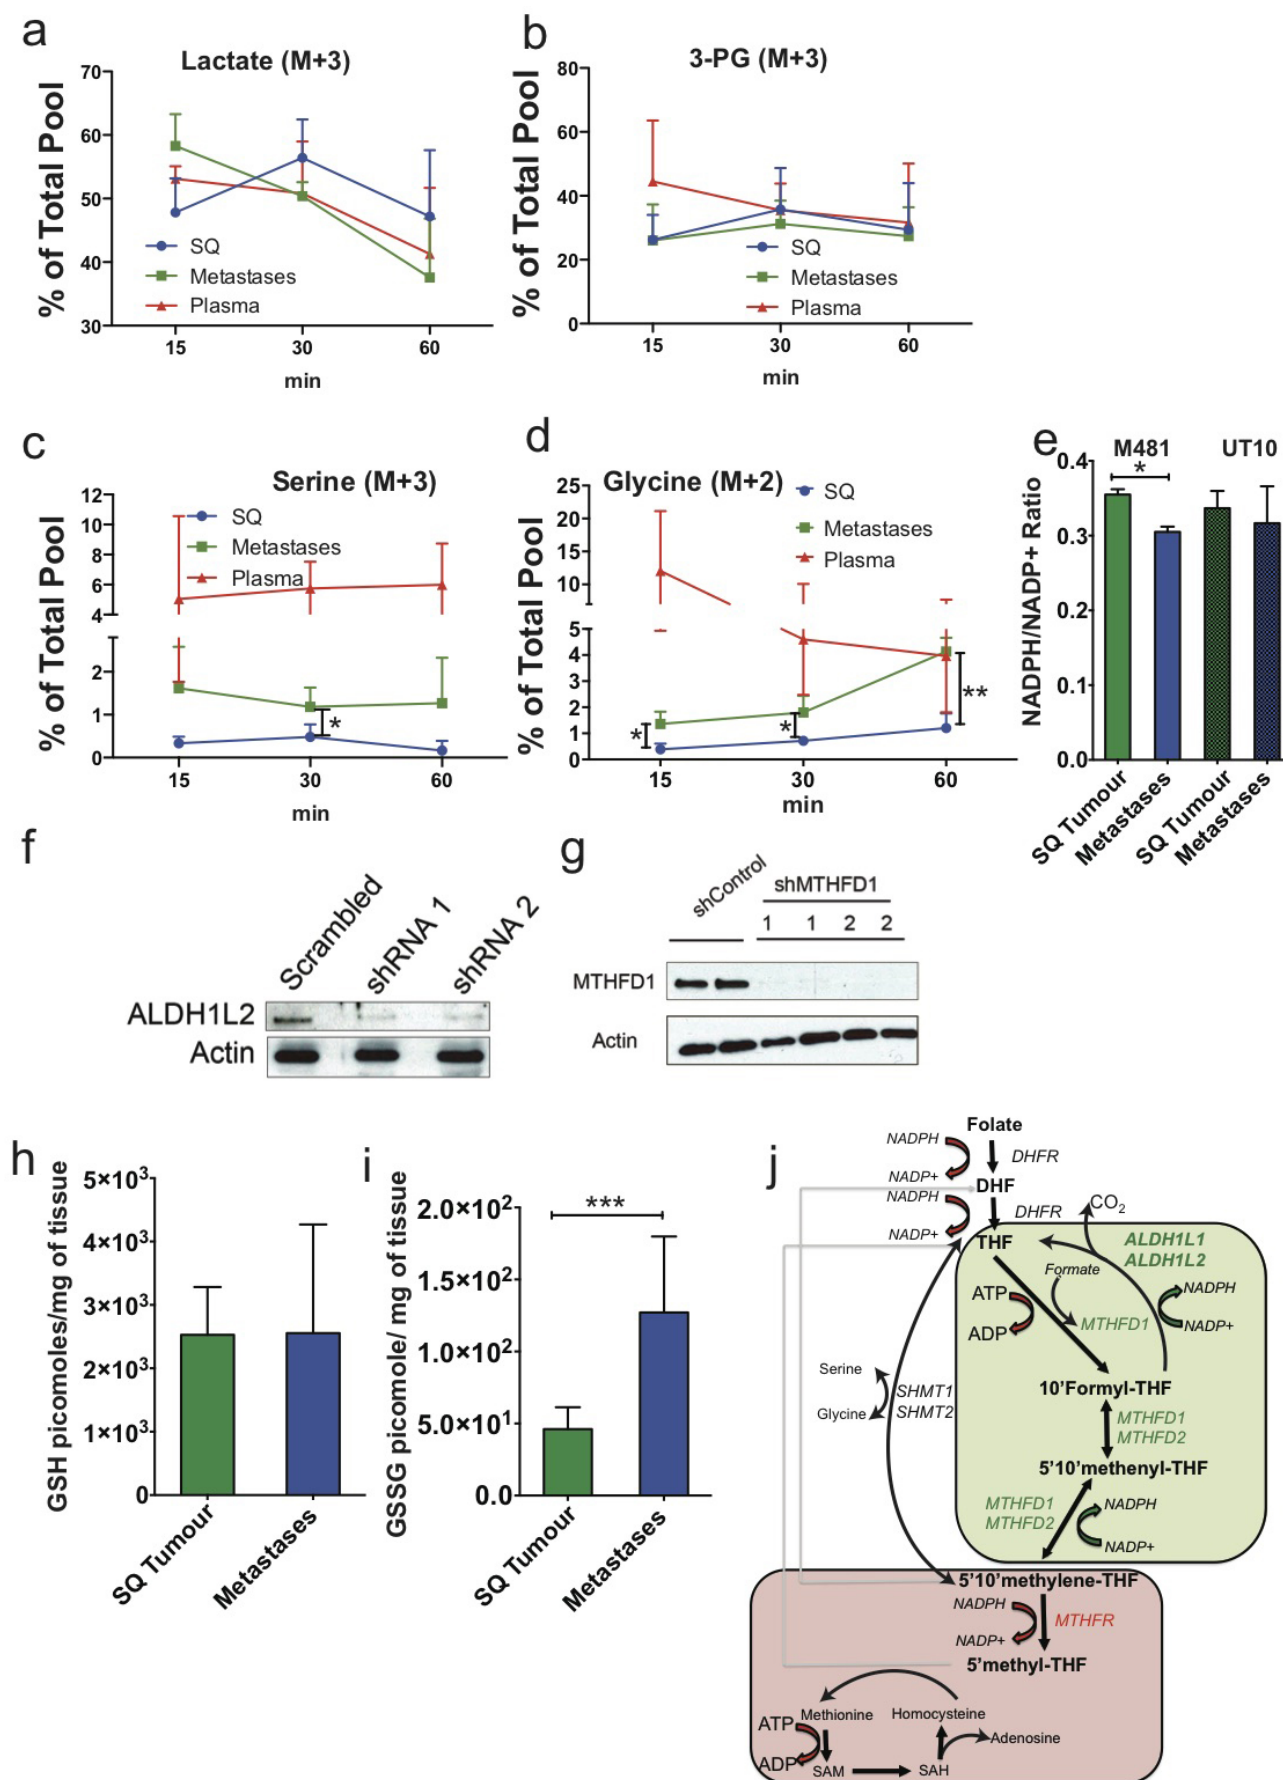 a
Lactate (M+3)
% of Total Pool
70
60
50
40
30
SQ
Metastases
Plasma
15 30 60
min
b
3-PG (M+3)
% of Total Pool
80
60
40
20
0
SQ
Metastases
Plasma
15 30 60
min
c
Serine (M+3)
% of Total Pool
12
10
8
6
4
2
1
0
SQ
Metastases
Plasma
*
15 30 60
min
d
Glycine (M+2)
% of Total Pool
25
20
15
10
5
4
3
2
1
0
SQ
Metastases
Plasma
*
*
**
15 30 60
min
e
M481 UT10
*
NADPH/NADP+ Ratio
0.4
0.3
0.2
0.1
0.0
SQ Tumour
Metastases
SQ Tumour
Metastases
f
Scrambled
shRNA 1
shRNA 2
ALDH1L2
Actin
g
shControl
shMTHFD1
1 1 2 2
MTHFD1
Actin
h
GSH picomoles/mg of tissue
5×10³
4×10³
3×10³
2×10³
1×10³
0
SQ Tumour
Metastases
i
GSSG picomole/ mg of tissue
2.0×10²
1.5×10²
1.0×10²
5.0×10¹
0.0
***
SQ Tumour
Metastases
j
Folate
NADPH
DHFR
NADP+
DHF
NADPH
DHFR
CO₂
NADP+
THF
ALDH1L1
ALDH1L2
Formate
ATP
NADPH
MTHFD1
NADP+
ADP
10'Formyl-THF
Serine
SHMT1
Glycine
SHMT2
MTHFD1
MTHFD2
5'10'methenyl-THF
MTHFD1
MTHFD2
NADPH
NADP+
5'10'methylene-THF
NADPH
MTHFR
NADP+
5'methyl-THF
Methionine
Homocysteine
ATP
Adenosine
ADP
SAM
SAH